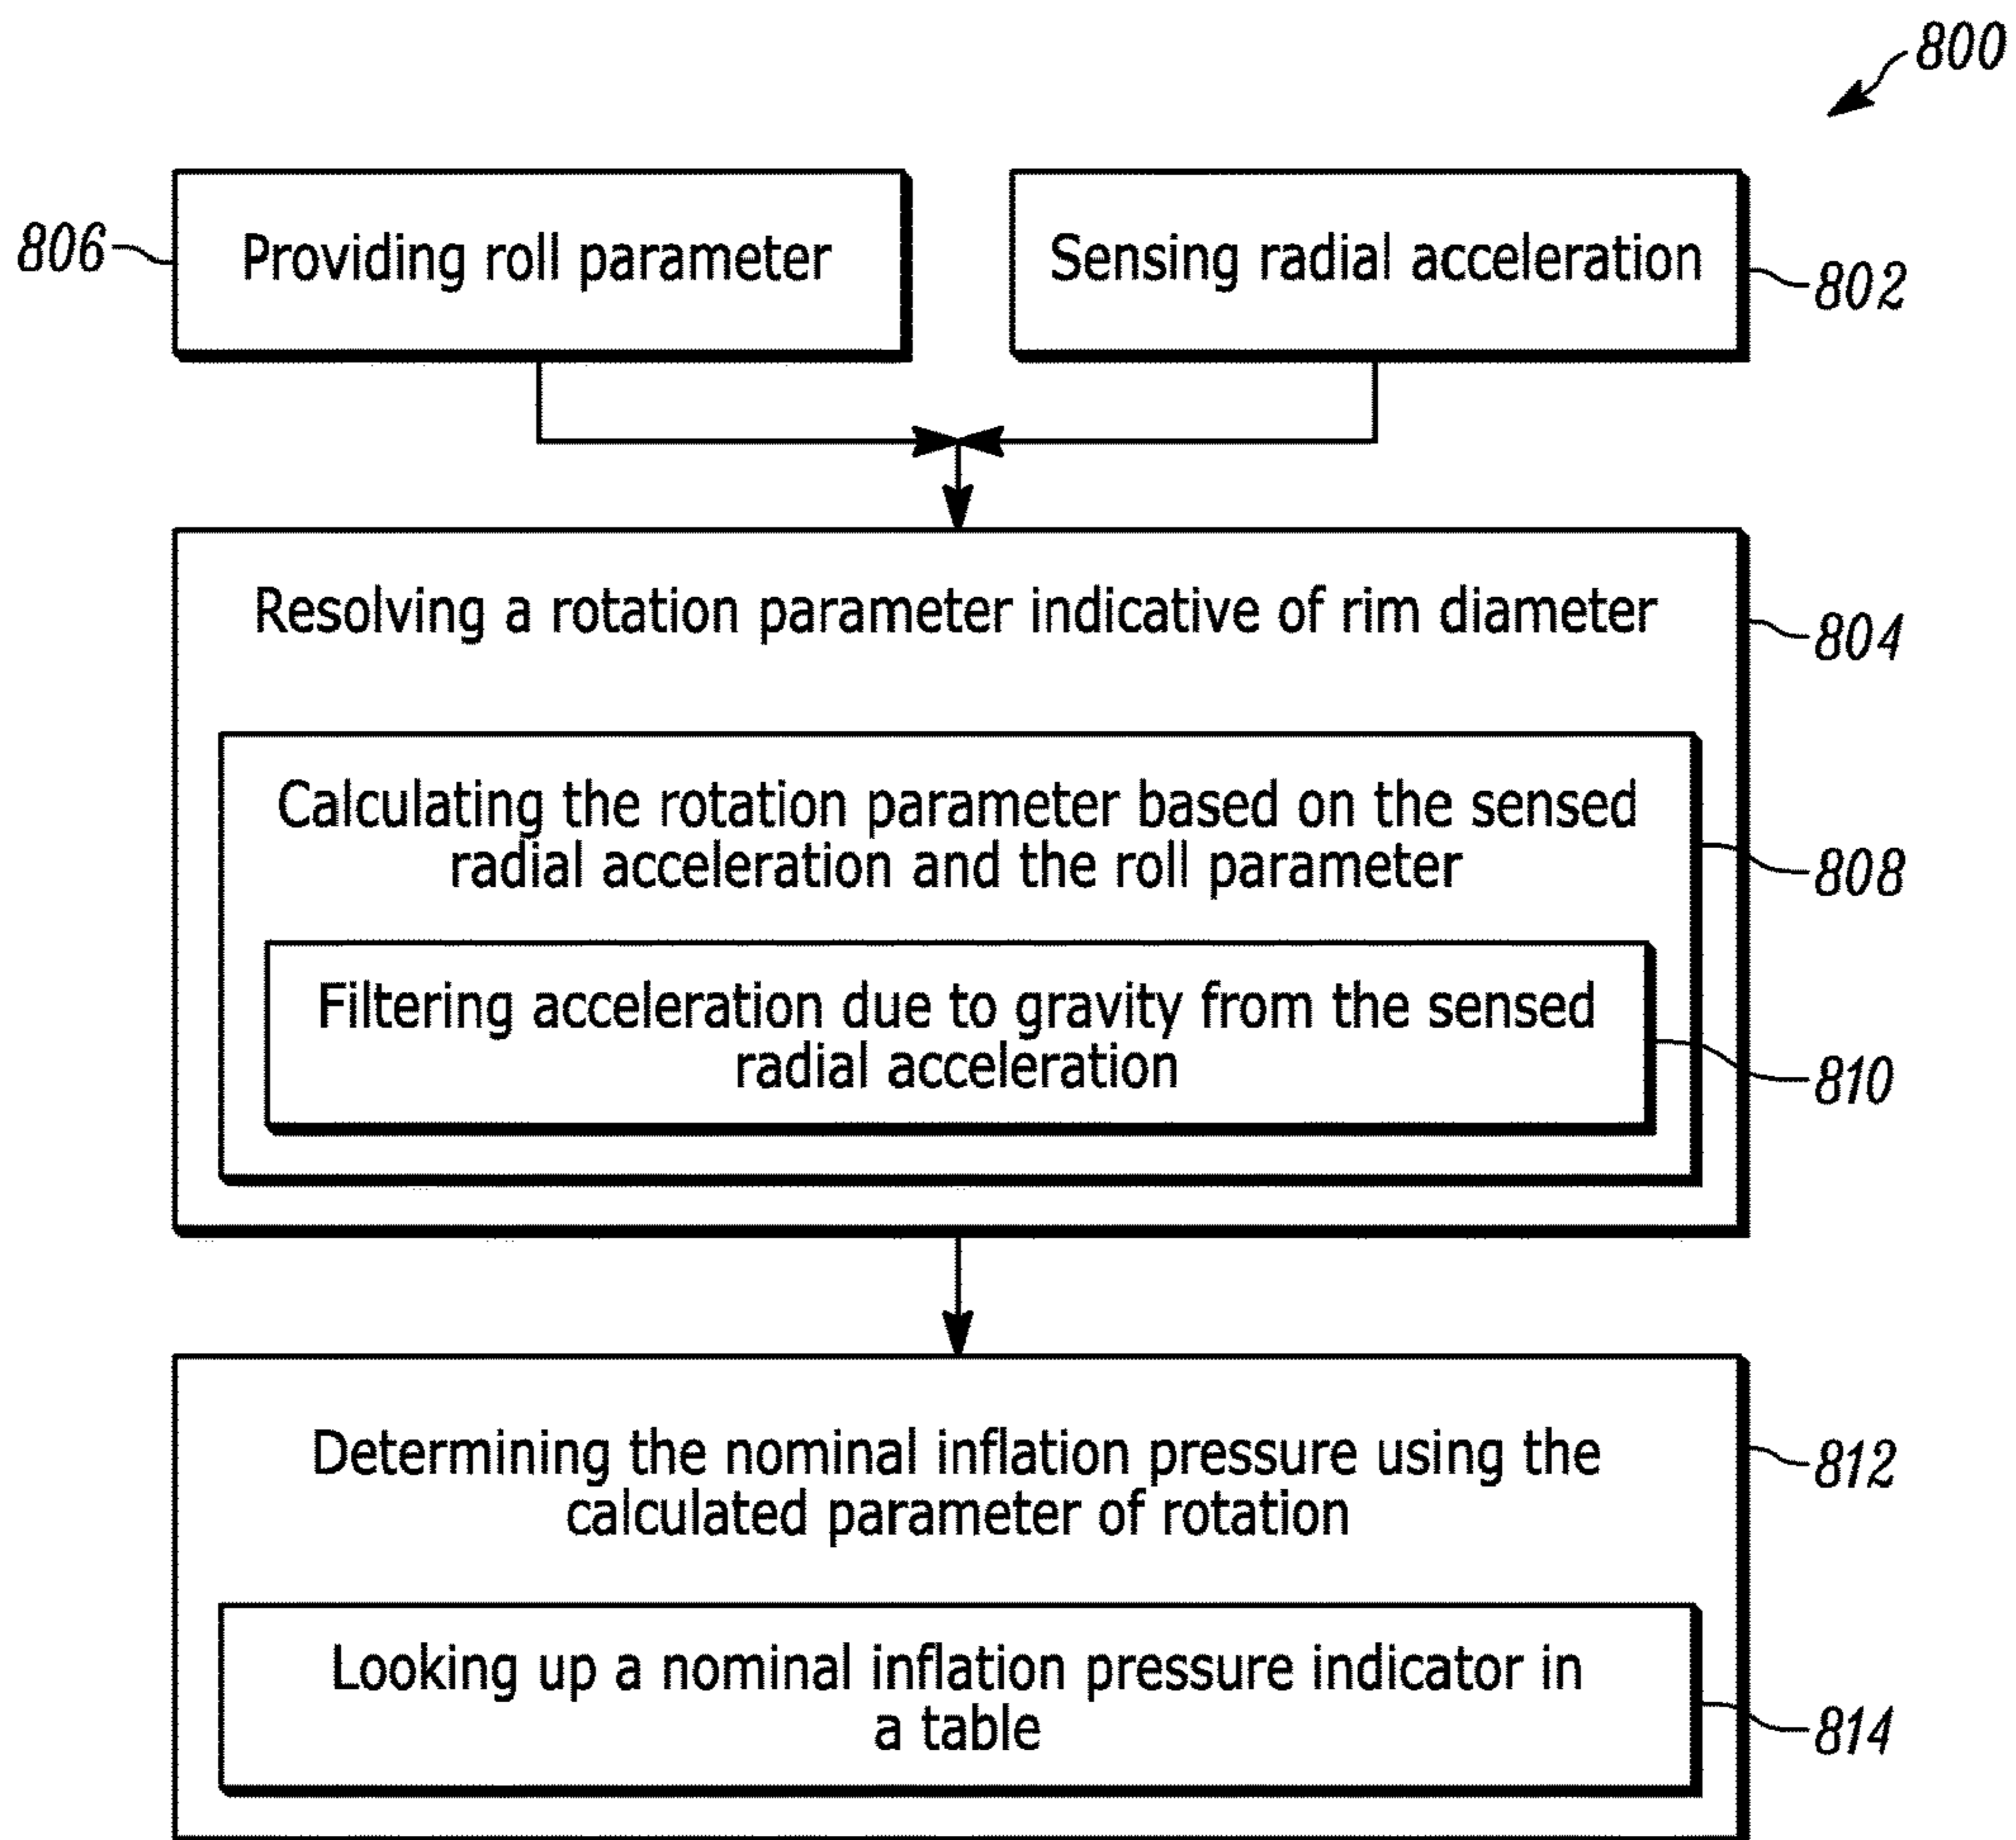 800
806
Providing roll parameter
Sensing radial acceleration
802
Resolving a rotation parameter indicative of rim diameter
804
Calculating the rotation parameter based on the sensed
radial acceleration and the roll parameter
808
Filtering acceleration due to gravity from the sensed
radial acceleration
810
Determining the nominal inflation pressure using the
calculated parameter of rotation
812
Looking up a nominal inflation pressure indicator in
a table
814